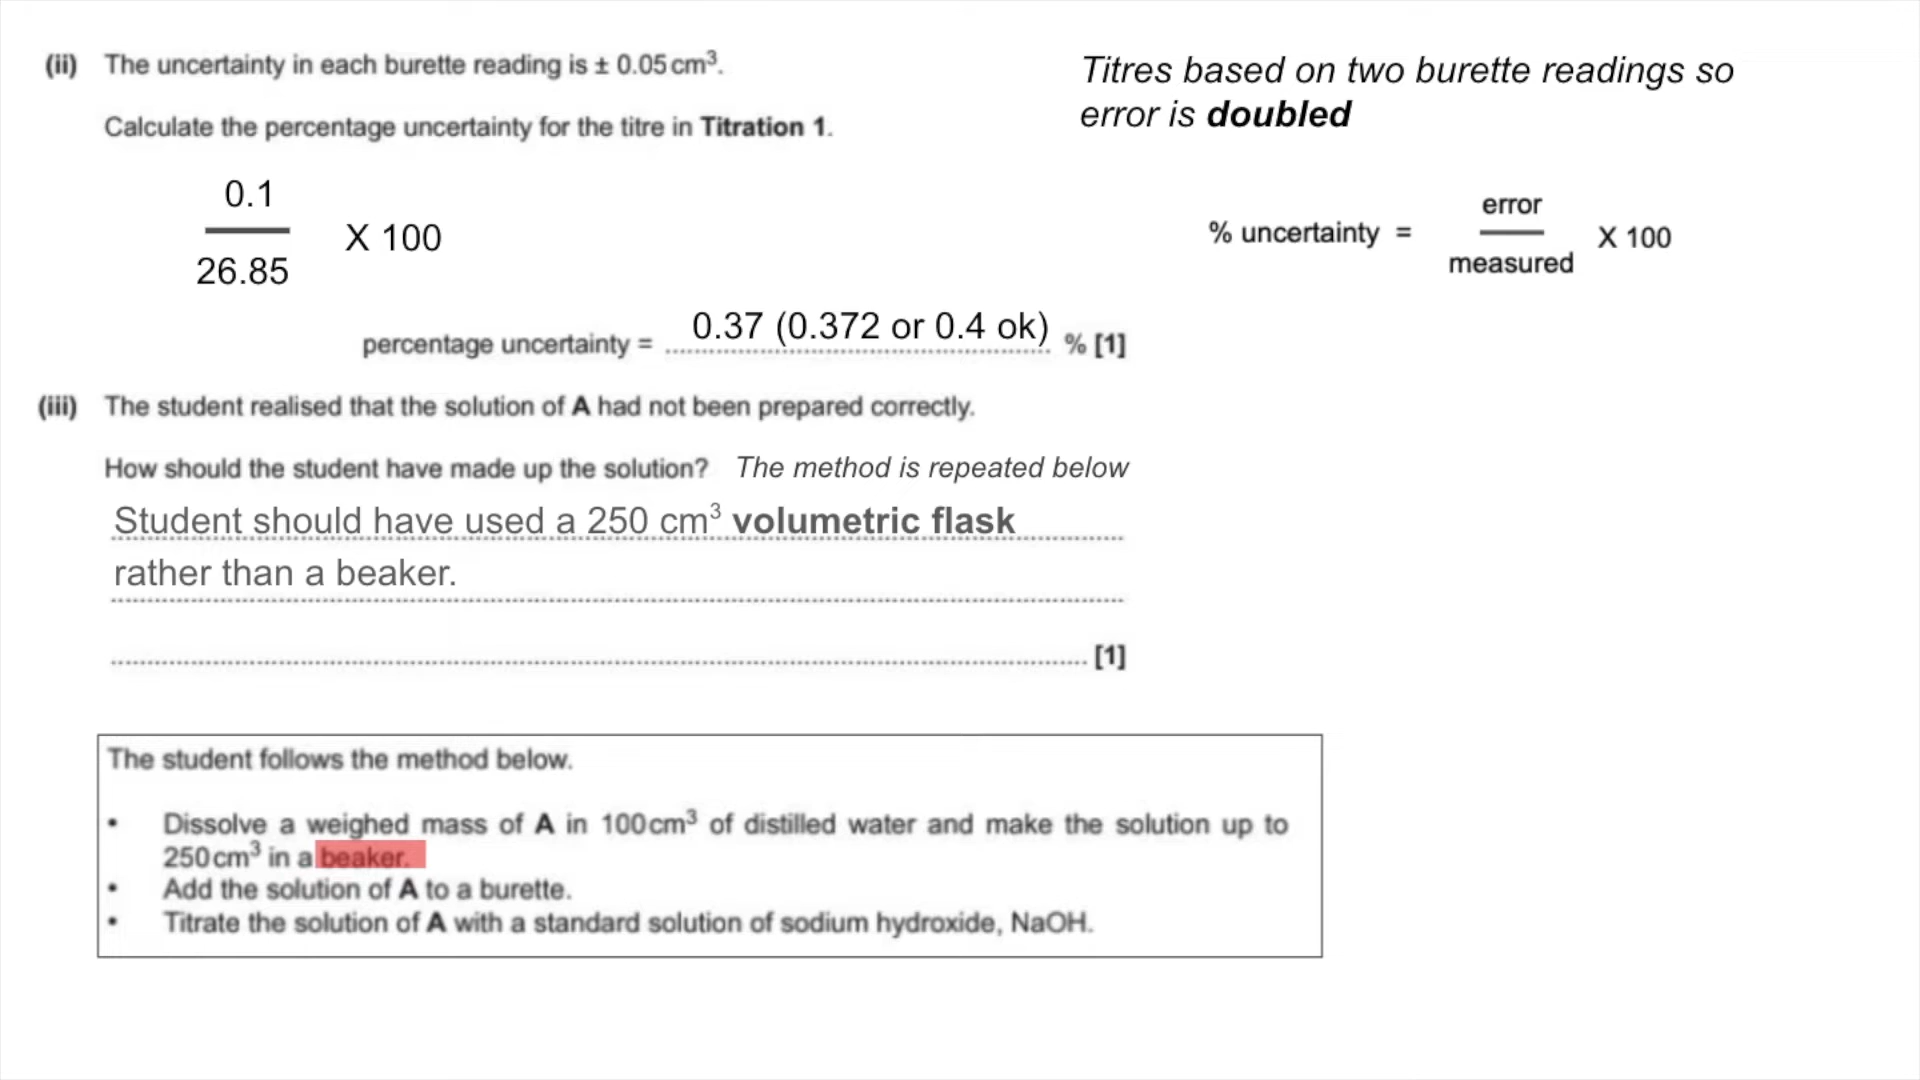 (ii) The uncertainty in each burette reading is ± 0.05 cm³.
Titres based on two burette readings so
error is doubled
Calculate the percentage uncertainty for the titre in Titration 1.
0.1
26.85
X 100
% uncertainty =
error
measured
X 100
percentage uncertainty = 0.37 (0.372 or 0.4 ok) % [1]
(iii) The student realised that the solution of A had not been prepared correctly.
How should the student have made up the solution? The method is repeated below
Student should have used a 250 cm³ volumetric flask
rather than a beaker.
[1]
The student follows the method below.
• Dissolve a weighed mass of A in 100 cm³ of distilled water and make the solution up to
250 cm³ in a beaker.
• Add the solution of A to a burette.
• Titrate the solution of A with a standard solution of sodium hydroxide, NaOH.